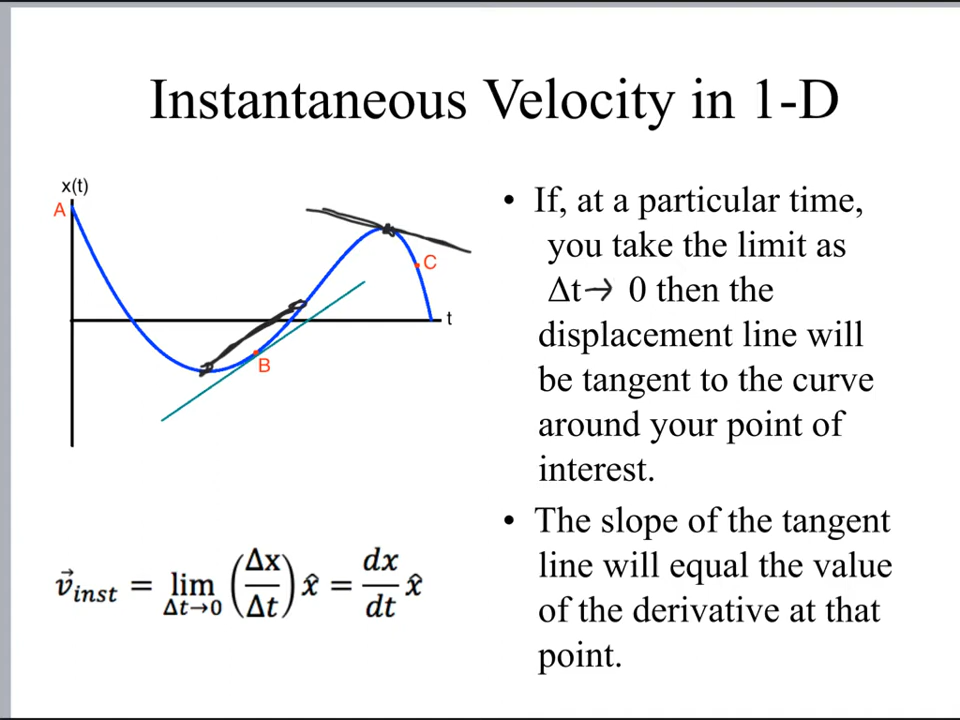 Instantaneous Velocity in 1-D
x(t)
A
C
t
B
• If, at a particular time,
you take the limit as
Δt→ 0 then the
displacement line will
be tangent to the curve
around your point of
interest.
• The slope of the tangent
line will equal the value
of the derivative at that
point.
v⃗inst = lim Δt→0 (Δx/Δt) x̂ = dx/dt x̂